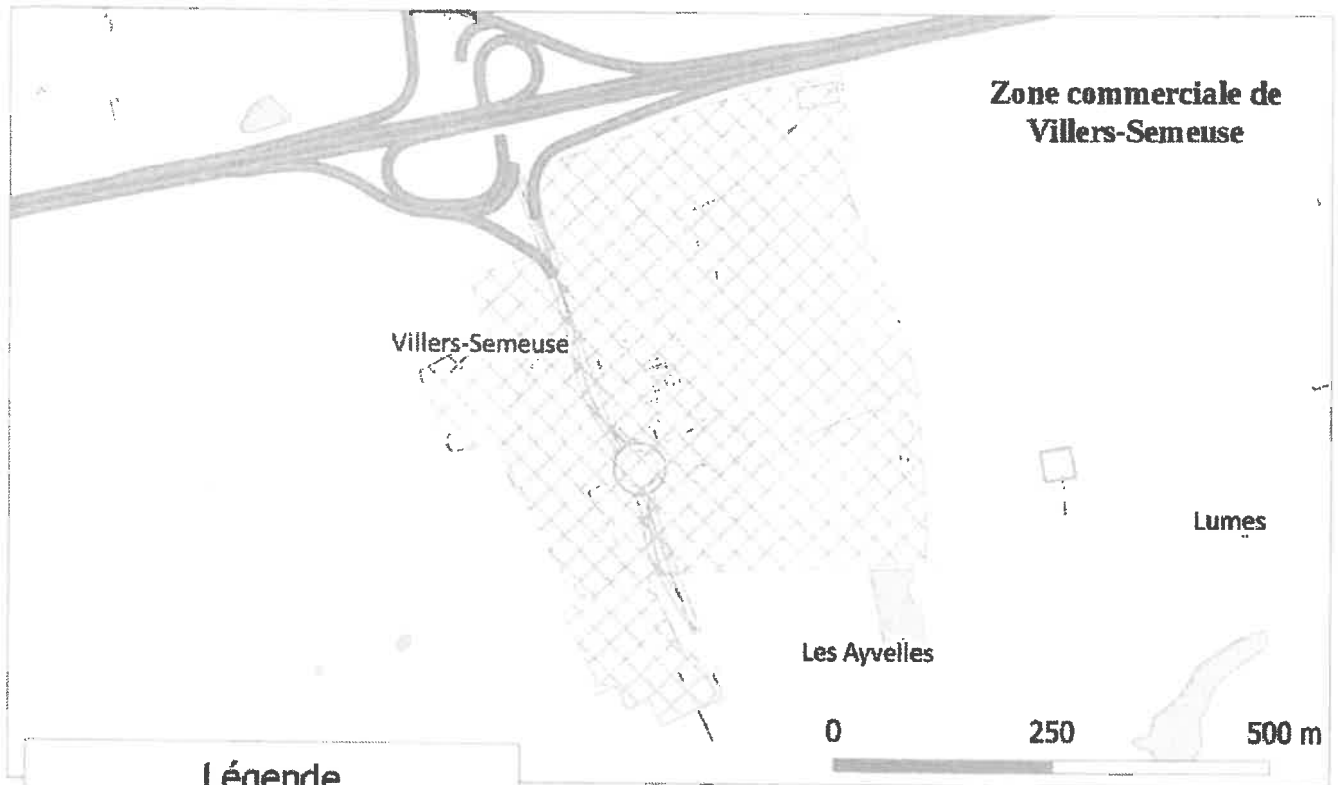 Zone commerciale de
Villers-Semeuse
Villers-Semeuse
Lumes
Les Ayvelles
0 250 500 m
Légende